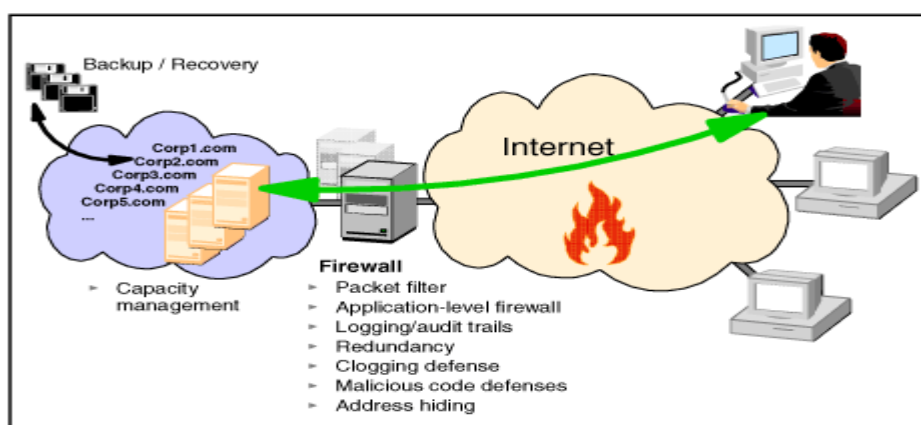 Backup / Recovery
Corp1.com
Corp2.com
Corp3.com
Corp4.com
Corp5.com
...
Internet
Capacity
management
Firewall
Packet filter
Application-level firewall
Logging/audit trails
Redundancy
Clogging defense
Malicious code defenses
Address hiding